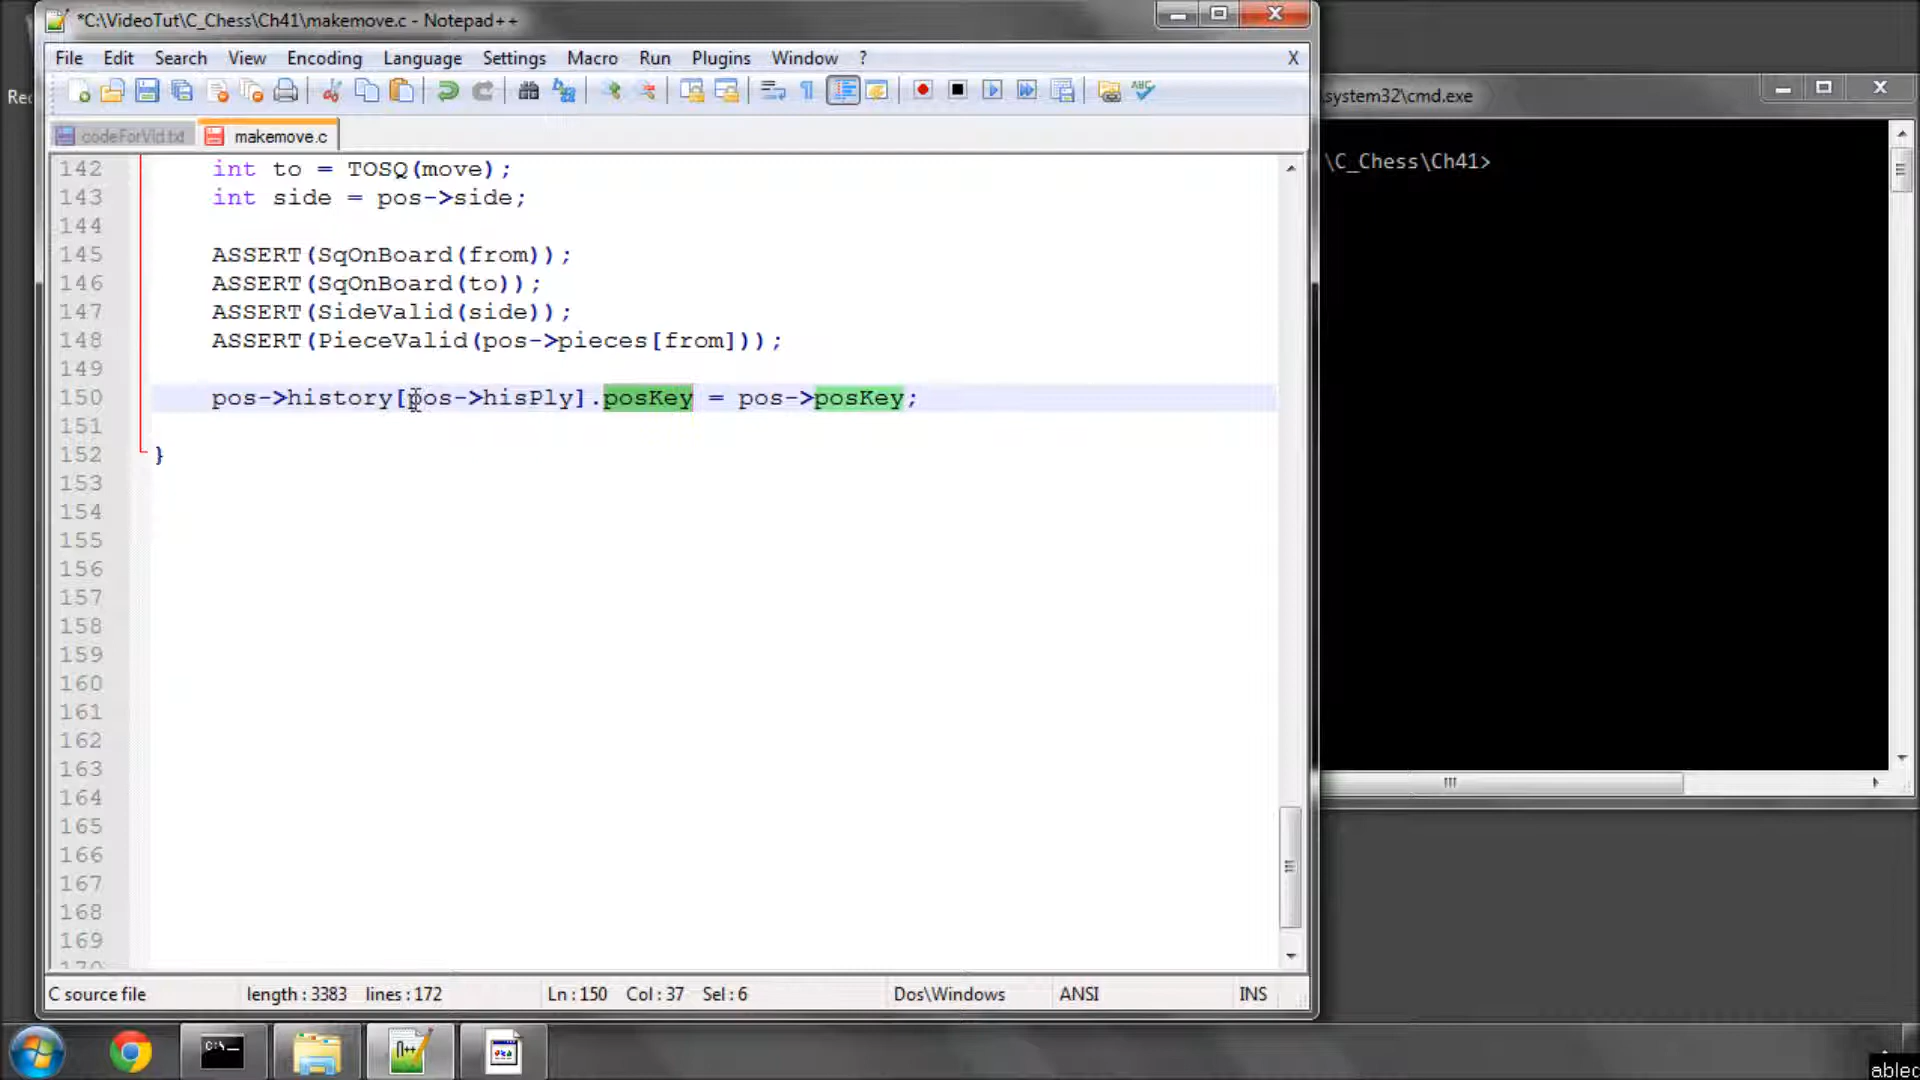 *C:\VideoTut\C_Chess\Ch41\makemove.c - Notepad++
File Edit Search View Encoding Language Settings Macro Run Plugins Window ? X
codeForVid.txt makemove.c
142 int to = TOSQ(move);
143 int side = pos->side;
144
145 ASSERT(SqOnBoard(from));
146 ASSERT(SqOnBoard(to));
147 ASSERT(SideValid(side));
148 ASSERT(PieceValid(pos->pieces[from]));
149
150 pos->history[pos->hisPly].posKey = pos->posKey;
151
152 }
153
154
155
156
157
158
159
160
161
162
163
164
165
166
167
168
169
170
C source file length : 3383 lines : 172 Ln : 150 Col : 37 Sel : 6 Dos\Windows ANSI INS
Rec
\system32\cmd.exe
\C_Chess\Ch41>
C:\_
ablec